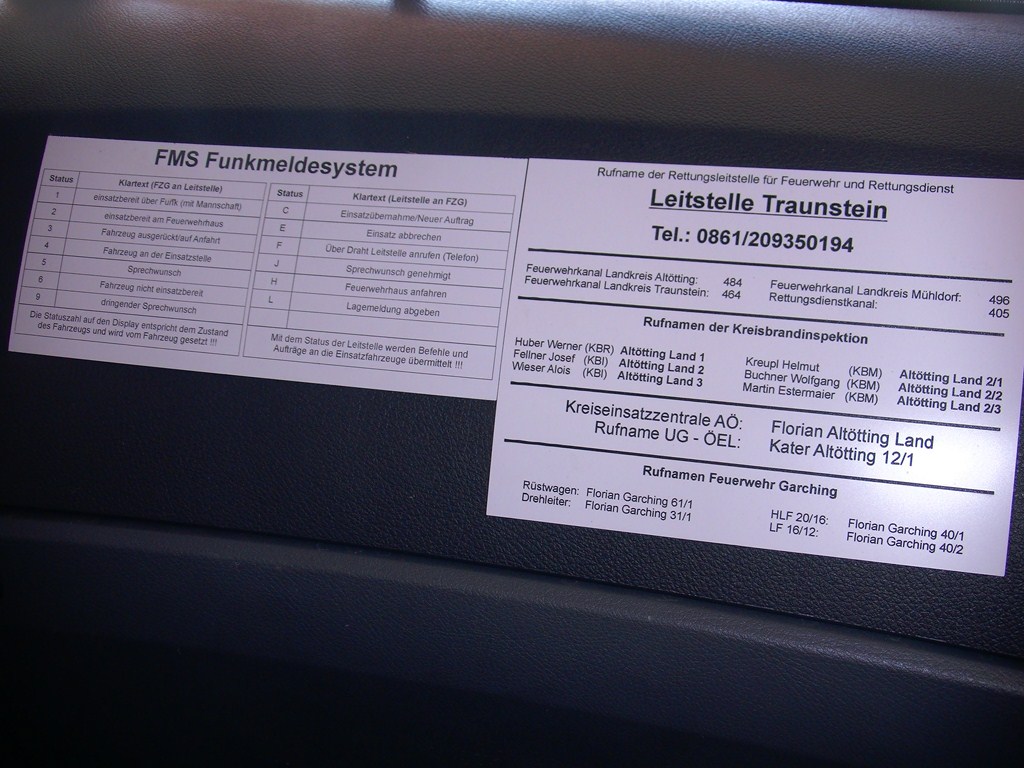 FMS Funkmeldesystem
Status Klartext (FZG an Leitstelle)
1 einsatzbereit über Funk (mit Mannschaft)
2 einsatzbereit am Feuerwehrhaus
3 Fahrzeug ausgerückt/auf Anfahrt
4 Fahrzeug an der Einsatzstelle
5 Sprechwunsch
6 Fahrzeug nicht einsatzbereit
9 dringender Sprechwunsch
Die Statuszahl auf den Display entspricht dem Zustand
des Fahrzeugs und wird vom Fahrzeug gesetzt !!!
Status Klartext (Leitstelle an FZG)
C Einsatzübernahme/Neuer Auftrag
E Einsatz abbrechen
F Über Draht Leitstelle anrufen (Telefon)
J Sprechwunsch genehmigt
H Feuerwehrhaus anfahren
L Lagemeldung abgeben
Mit dem Status der Leitstelle werden Befehle und
Aufträge an die Einsatzfahrzeuge übermittelt !!!
Rufname der Rettungsleitstelle für Feuerwehr und Rettungsdienst
Leitstelle Traunstein
Tel.: 0861/209350194
Feuerwehrkanal Landkreis Altötting: 484 Feuerwehrkanal Landkreis Mühldorf: 496
Feuerwehrkanal Landkreis Traunstein: 464 Rettungsdienstkanal: 405
Rufnamen der Kreisbrandinspektion
Huber Werner (KBR) Altötting Land 1 Kreupl Helmut (KBM) Altötting Land 2/1
Fellner Josef (KBI) Altötting Land 2 Buchner Wolfgang (KBM) Altötting Land 2/2
Wieser Alois (KBI) Altötting Land 3 Martin Estermaier (KBM) Altötting Land 2/3
Kreiseinsatzzentrale AÖ: Florian Altötting Land
Rufname UG - ÖEL: Kater Altötting 12/1
Rufnamen Feuerwehr Garching
Rüstwagen: Florian Garching 61/1 HLF 20/16: Florian Garching 40/1
Drehleiter: Florian Garching 31/1 LF 16/12: Florian Garching 40/2